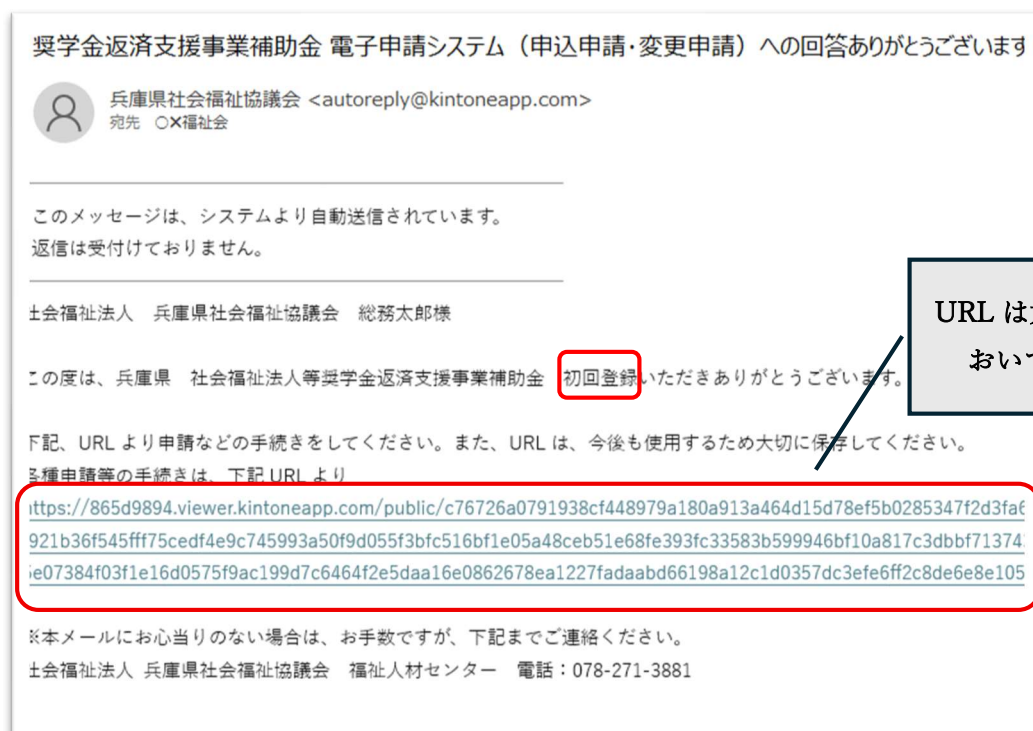 奨学金返済支援事業補助金 電子申請システム（申込申請・変更申請）への回答ありがとうございます
兵庫県社会福祉協議会 <autoreply@kintoneapp.com>
宛先 ○✕福祉会
このメッセージは、システムより自動送信されています。
返信は受付けておりません。
社会福祉法人　兵庫県社会福祉協議会　総務太郎様
この度は、兵庫県　社会福祉法人等奨学金返済支援事業補助金　初回登録いただきありがとうございます。
下記、URL より申請などの手続きをしてください。また、URL は、今後も使用するため大切に保存してください。
各種申請等の手続きは、下記 URL より
https://865d9894.viewer.kintoneapp.com/public/c76726a0791938cf448979a180a913a464d15d78ef5b0285347f2d3fa6
921b36f545fff75cedf4e9c745993a50f9d055f3bfc516bf1e05a48ceb51e68fe393fc33583b599946bf10a817c3dbbf71374
5e07384f03f1e16d0575f9ac199d7c6464f2e5daa16e0862678ea1227fadaabd66198a12c1d0357dc3efe6ff2c8de6e8e105
※本メールにお心当りのない場合は、お手数ですが、下記までご連絡ください。
社会福祉法人 兵庫県社会福祉協議会　福祉人材センター　電話：078-271-3881
URL は
おいて